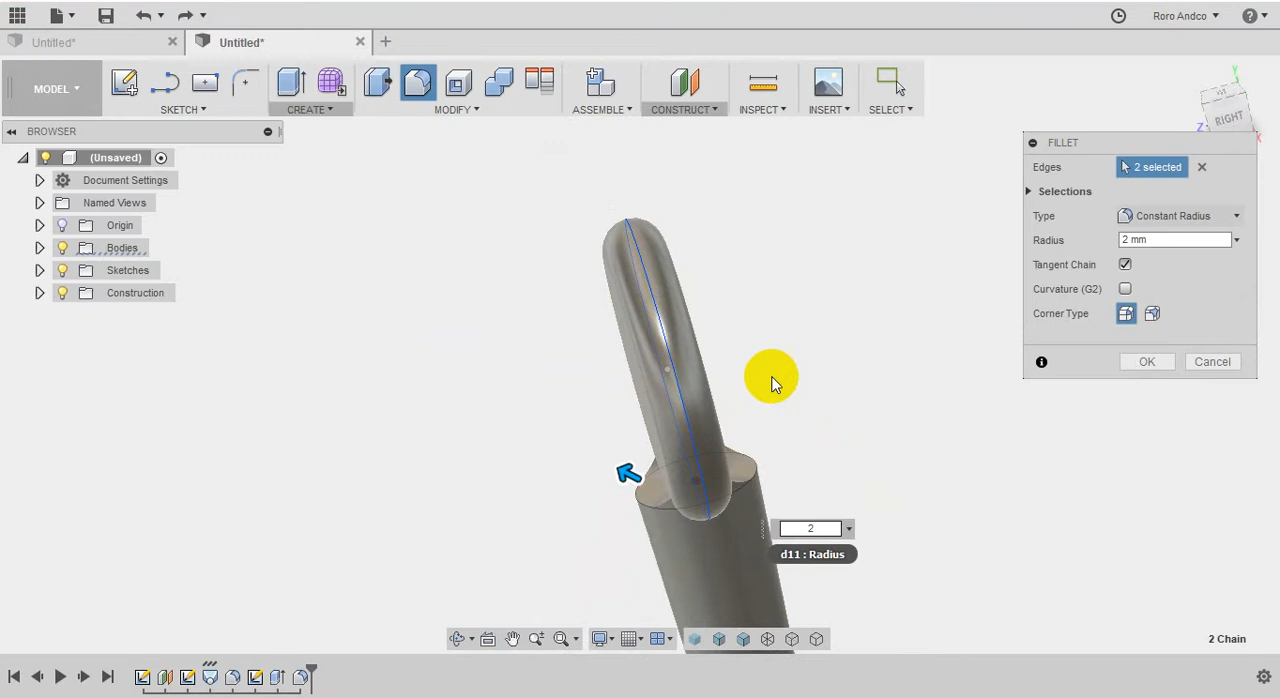 Roro Andco
Untitled*
Untitled*
MODEL
SKETCH
CREATE
MODIFY
ASSEMBLE
CONSTRUCT
INSPECT
INSERT
SELECT
RIGHT
Y
Z
X
BROWSER
(Unsaved)
Document Settings
Named Views
Origin
Bodies
Sketches
Construction
FILLET
Edges 2 selected
Selections
Type Constant Radius
Radius 2 mm
Tangent Chain
Curvature (G2)
Corner Type
OK Cancel
2
d11 : Radius
2 Chain